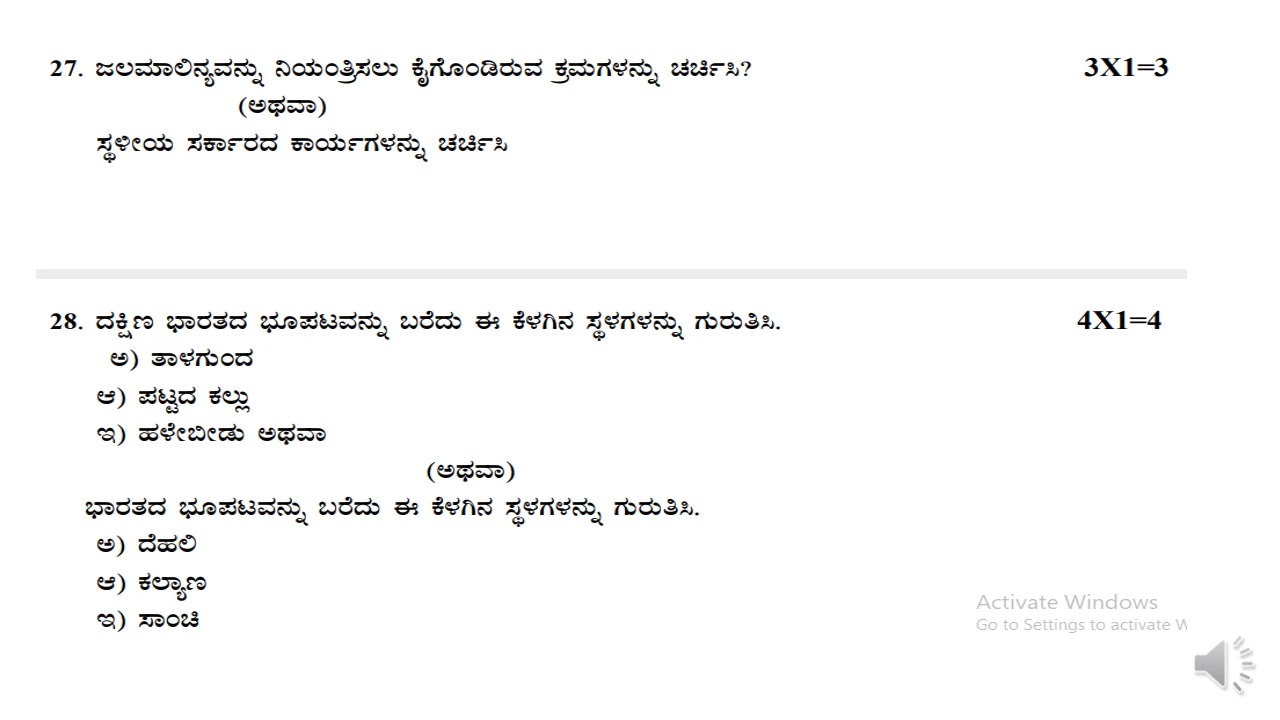 27. ಜಲಮಾಲಿನ್ಯವನ್ನು ನಿಯಂತ್ರಿಸಲು ಕೈಗೊಂಡಿರುವ ಕ್ರಮಗಳನ್ನು ಚರ್ಚಿಸಿ? 3X1=3
(ಅಥವಾ)
ಸ್ಥಳೀಯ ಸರ್ಕಾರದ ಕಾರ್ಯಗಳನ್ನು ಚರ್ಚಿಸಿ
28. ದಕ್ಷಿಣ ಭಾರತದ ಭೂಪಟವನ್ನು ಬರೆದು ಈ ಕೆಳಗಿನ ಸ್ಥಳಗಳನ್ನು ಗುರುತಿಸಿ. 4X1=4
ಅ) ತಾಳಗುಂದ
ಆ) ಪಟ್ಟದ ಕಲ್ಲು
ಇ) ಹಳೇಬೀಡು ಅಥವಾ
(ಅಥವಾ)
ಭಾರತದ ಭೂಪಟವನ್ನು ಬರೆದು ಈ ಕೆಳಗಿನ ಸ್ಥಳಗಳನ್ನು ಗುರುತಿಸಿ.
ಅ) ದೆಹಲಿ
ಆ) ಕಲ್ಯಾಣ
ಇ) ಸಾಂಚಿ
Activate Windows
Go to Settings to activate W